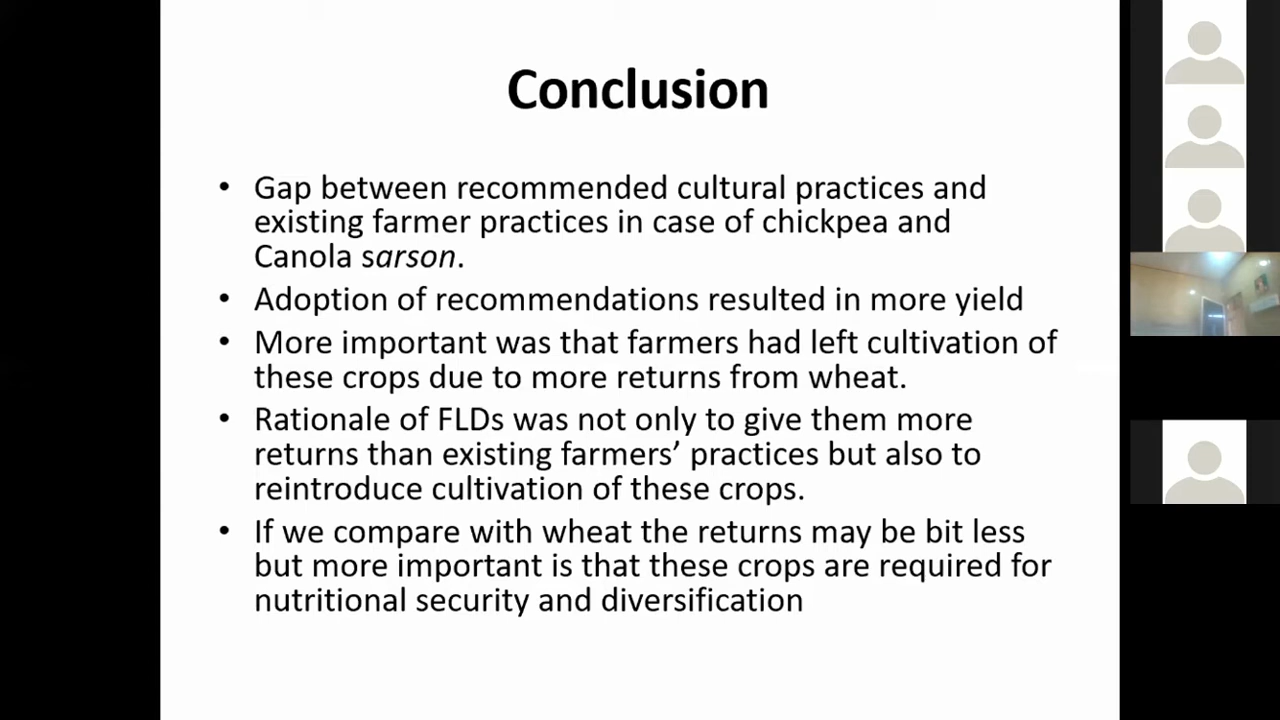 Conclusion
• Gap between recommended cultural practices and
existing farmer practices in case of chickpea and
Canola sarson.
• Adoption of recommendations resulted in more yield
• More important was that farmers had left cultivation of
these crops due to more returns from wheat.
• Rationale of FLDs was not only to give them more
returns than existing farmers’ practices but also to
reintroduce cultivation of these crops.
• If we compare with wheat the returns may be bit less
but more important is that these crops are required for
nutritional security and diversification